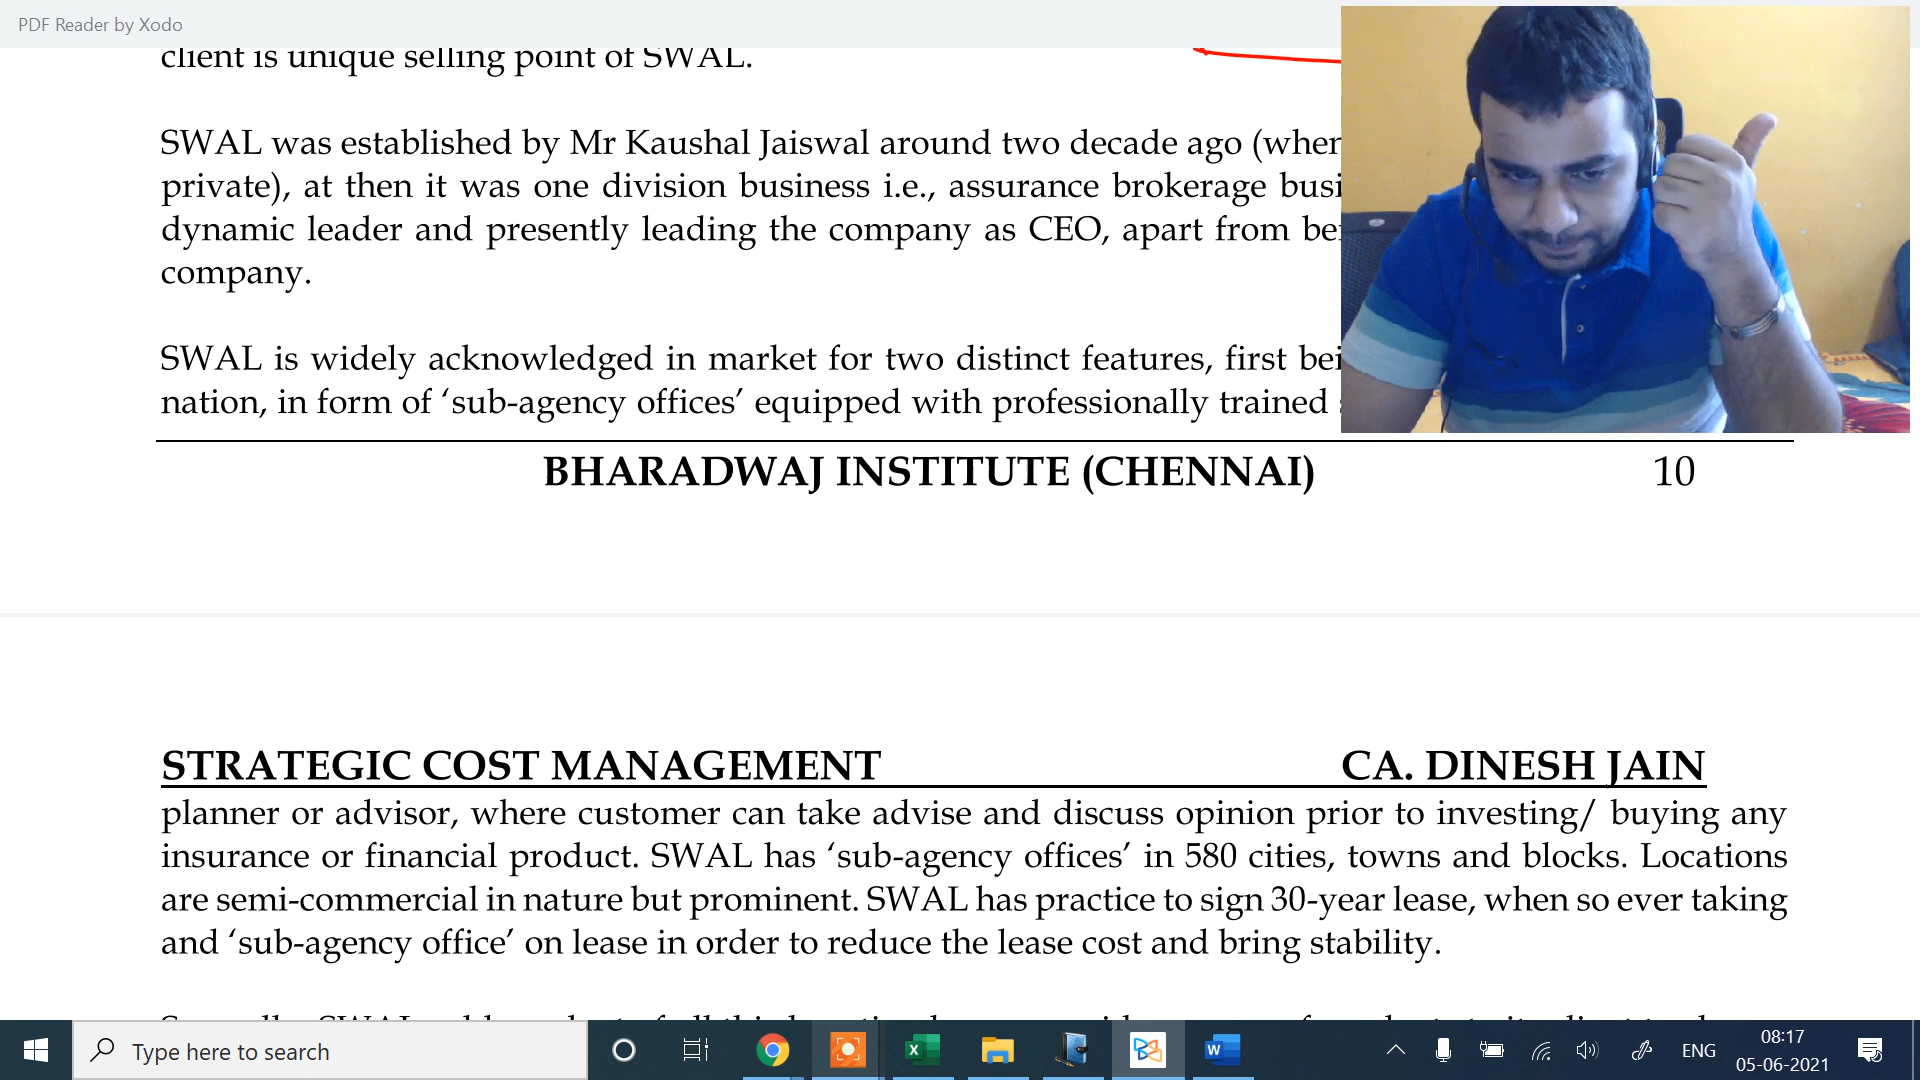 PDF Reader by Xodo
client is unique selling point of SWAL.
SWAL was established by Mr Kaushal Jaiswal around two decade ago (wher
private), at then it was one division business i.e., assurance brokerage busi
dynamic leader and presently leading the company as CEO, apart from bei
company.
SWAL is widely acknowledged in market for two distinct features, first bei
nation, in form of ‘sub-agency offices’ equipped with professionally trained
BHARADWAJ INSTITUTE (CHENNAI) 10
STRATEGIC COST MANAGEMENT CA. DINESH JAIN
planner or advisor, where customer can take advise and discuss opinion prior to investing/ buying any
insurance or financial product. SWAL has ‘sub-agency offices’ in 580 cities, towns and blocks. Locations
are semi-commercial in nature but prominent. SWAL has practice to sign 30-year lease, when so ever taking
and ‘sub-agency office’ on lease in order to reduce the lease cost and bring stability.
Type here to search
ENG
08:17
05-06-2021